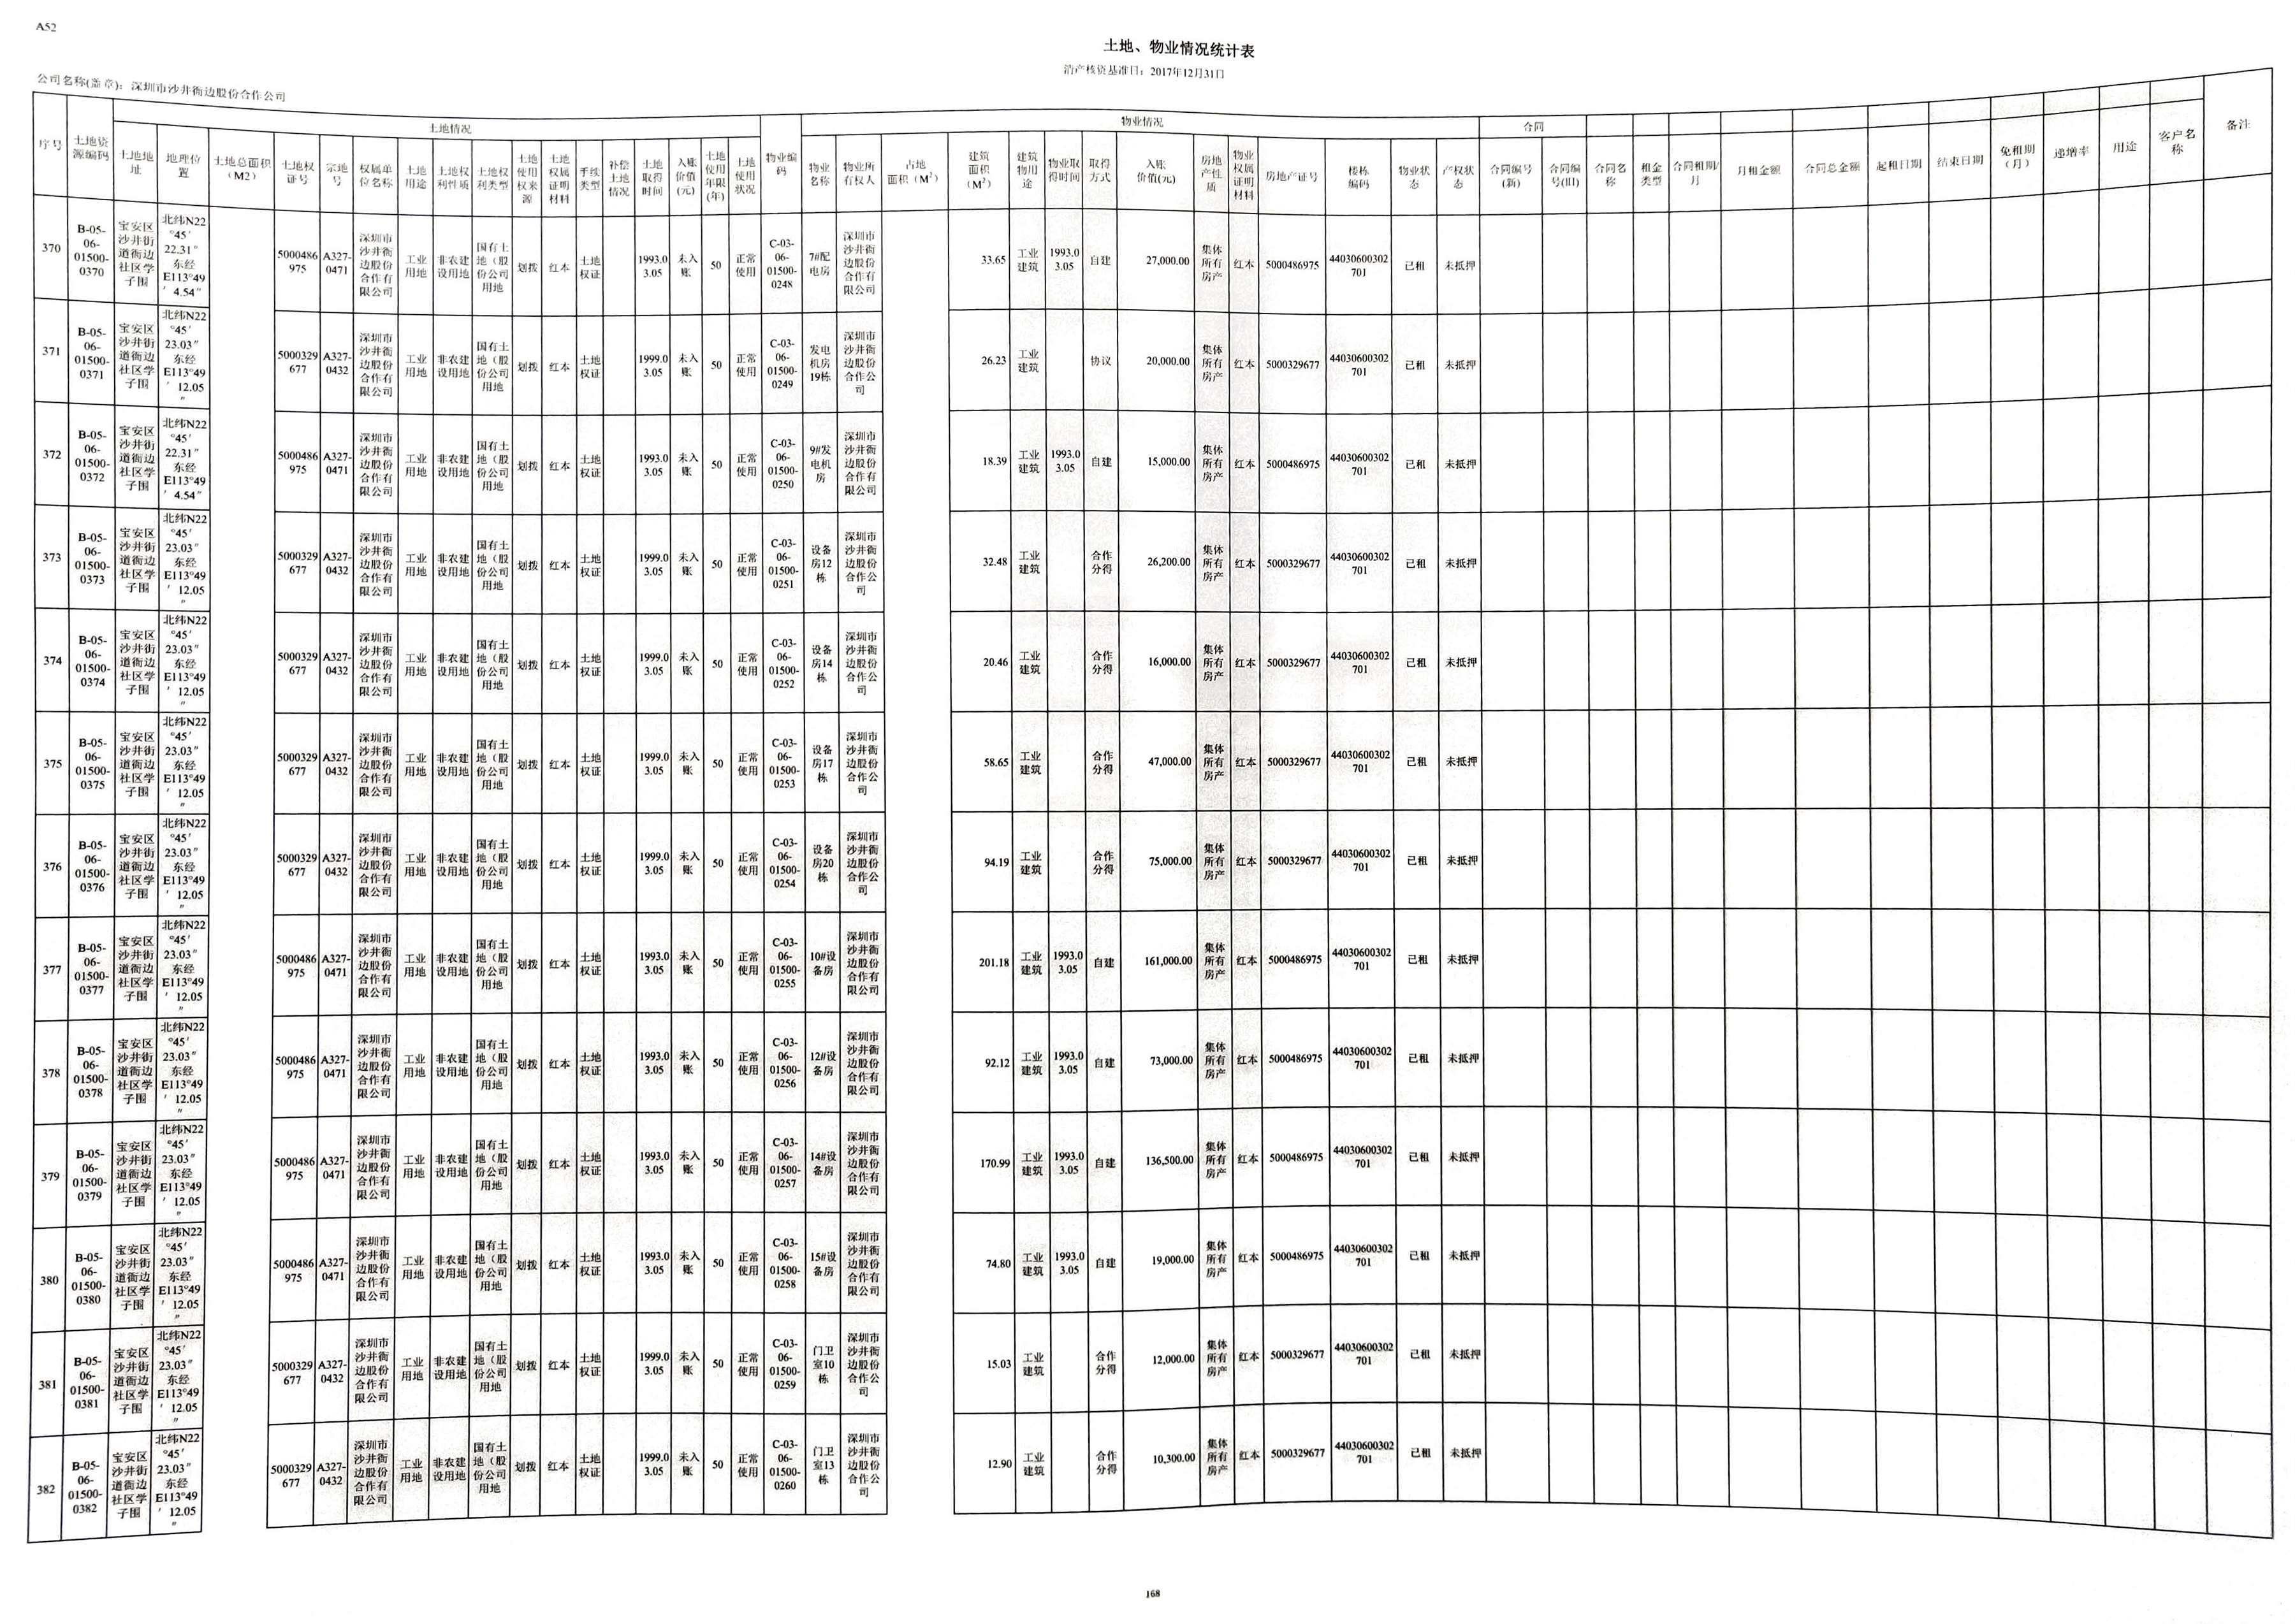 A52
土地、物业情况统计表
清产核资基准日：2017年12月31日
公司名称(盖章)：深圳市沙井衙边股份合作公司
序号 土地资源编码 土地情况 物业编码 物业情况 合同 备注
土地地址 地理位置 土地总面积（M2） 土地权证号 宗地号 权属单位名称 土地用途 土地权利性质 土地权利类型 土地使用权来源 土地权属证明材料 手续类型 补偿土地情况 土地取得时间 入账价值(元) 土地使用年限(年) 土地使用状况 物业名称 物业所有权人 占地面积（M²） 建筑面积（M²） 建筑物用途 物业取得时间 取得方式 入账价值(元) 房地产性质 物业权属证明材料 房地产证号 楼栋编码 物业状态 产权状态 合同编号(新) 合同编号(III) 合同名称 租金类型 合同租期/月 月租金额 合同总金额 起租日期 结束日期 免租期（月） 递增率 用途 客户名称
370 B-05-06-01500-0370 宝安区沙井街道衙边社区学子围 北纬N22°45′22.31″东经E113°49′4.54″ 5000486975 A327-0471 深圳市沙井衙边股份合作有限公司 工业用地 非农建设用地 国有土地（股份公司用地 划拨 红本 土地权证 1993.03.05 未入账 50 正常使用 C-03-06-01500-0248 7#配电房 深圳市沙井衙边股份合作有限公司 33.65 工业建筑 1993.03.05 自建 27,000.00 集体所有房产 红本 5000486975 44030600302701 已租 未抵押
371 B-05-06-01500-0371 宝安区沙井街道衙边社区学子围 北纬N22°45′23.03″东经E113°49′12.05″ 5000329677 A327-0432 深圳市沙井衙边股份合作有限公司 工业用地 非农建设用地 国有土地（股份公司用地 划拨 红本 土地权证 1999.03.05 未入账 50 正常使用 C-03-06-01500-0249 发电机房19栋 深圳市沙井衙边股份合作公司 26.23 工业建筑 协议 20,000.00 集体所有房产 红本 5000329677 44030600302701 已租 未抵押
372 B-05-06-01500-0372 宝安区沙井街道衙边社区学子围 北纬N22°45′22.31″东经E113°49′4.54″ 5000486975 A327-0471 深圳市沙井衙边股份合作有限公司 工业用地 非农建设用地 国有土地（股份公司用地 划拨 红本 土地权证 1993.03.05 未入账 50 正常使用 C-03-06-01500-0250 9#发电机房 深圳市沙井衙边股份合作有限公司 18.39 工业建筑 1993.03.05 自建 15,000.00 集体所有房产 红本 5000486975 44030600302701 已租 未抵押
373 B-05-06-01500-0373 宝安区沙井街道衙边社区学子围 北纬N22°45′23.03″东经E113°49′12.05″ 5000329677 A327-0432 深圳市沙井衙边股份合作有限公司 工业用地 非农建设用地 国有土地（股份公司用地 划拨 红本 土地权证 1999.03.05 未入账 50 正常使用 C-03-06-01500-0251 设备房12栋 深圳市沙井衙边股份合作公司 32.48 工业建筑 合作分得 26,200.00 集体所有房产 红本 5000329677 44030600302701 已租 未抵押
374 B-05-06-01500-0374 宝安区沙井街道衙边社区学子围 北纬N22°45′23.03″东经E113°49′12.05″ 5000329677 A327-0432 深圳市沙井衙边股份合作有限公司 工业用地 非农建设用地 国有土地（股份公司用地 划拨 红本 土地权证 1999.03.05 未入账 50 正常使用 C-03-06-01500-0252 设备房14栋 深圳市沙井衙边股份合作公司 20.46 工业建筑 合作分得 16,000.00 集体所有房产 红本 5000329677 44030600302701 已租 未抵押
375 B-05-06-01500-0375 宝安区沙井街道衙边社区学子围 北纬N22°45′23.03″东经E113°49′12.05″ 5000329677 A327-0432 深圳市沙井衙边股份合作有限公司 工业用地 非农建设用地 国有土地（股份公司用地 划拨 红本 土地权证 1999.03.05 未入账 50 正常使用 C-03-06-01500-0253 设备房17栋 深圳市沙井衙边股份合作公司 58.65 工业建筑 合作分得 47,000.00 集体所有房产 红本 5000329677 44030600302701 已租 未抵押
376 B-05-06-01500-0376 宝安区沙井街道衙边社区学子围 北纬N22°45′23.03″东经E113°49′12.05″ 5000329677 A327-0432 深圳市沙井衙边股份合作有限公司 工业用地 非农建设用地 国有土地（股份公司用地 划拨 红本 土地权证 1999.03.05 未入账 50 正常使用 C-03-06-01500-0254 设备房20栋 深圳市沙井衙边股份合作公司 94.19 工业建筑 合作分得 75,000.00 集体所有房产 红本 5000329677 44030600302701 已租 未抵押
377 B-05-06-01500-0377 宝安区沙井街道衙边社区学子围 北纬N22°45′23.03″东经E113°49′12.05″ 5000486975 A327-0471 深圳市沙井衙边股份合作有限公司 工业用地 非农建设用地 国有土地（股份公司用地 划拨 红本 土地权证 1993.03.05 未入账 50 正常使用 C-03-06-01500-0255 10#设备房 深圳市沙井衙边股份合作有限公司 201.18 工业建筑 1993.03.05 自建 161,000.00 集体所有房产 红本 5000486975 44030600302701 已租 未抵押
378 B-05-06-01500-0378 宝安区沙井街道衙边社区学子围 北纬N22°45′23.03″东经E113°49′12.05″ 5000486975 A327-0471 深圳市沙井衙边股份合作有限公司 工业用地 非农建设用地 国有土地（股份公司用地 划拨 红本 土地权证 1993.03.05 未入账 50 正常使用 C-03-06-01500-0256 12#设备房 深圳市沙井衙边股份合作有限公司 92.12 工业建筑 1993.03.05 自建 73,000.00 集体所有房产 红本 5000486975 44030600302701 已租 未抵押
379 B-05-06-01500-0379 宝安区沙井街道衙边社区学子围 北纬N22°45′23.03″东经E113°49′12.05″ 5000486975 A327-0471 深圳市沙井衙边股份合作有限公司 工业用地 非农建设用地 国有土地（股份公司用地 划拨 红本 土地权证 1993.03.05 未入账 50 正常使用 C-03-06-01500-0257 14#设备房 深圳市沙井衙边股份合作有限公司 170.99 工业建筑 1993.03.05 自建 136,500.00 集体所有房产 红本 5000486975 44030600302701 已租 未抵押
380 B-05-06-01500-0380 宝安区沙井街道衙边社区学子围 北纬N22°45′23.03″东经E113°49′12.05″ 5000486975 A327-0471 深圳市沙井衙边股份合作有限公司 工业用地 非农建设用地 国有土地（股份公司用地 划拨 红本 土地权证 1993.03.05 未入账 50 正常使用 C-03-06-01500-0258 15#设备房 深圳市沙井衙边股份合作有限公司 74.80 工业建筑 1993.03.05 自建 19,000.00 集体所有房产 红本 5000486975 44030600302701 已租 未抵押
381 B-05-06-01500-0381 宝安区沙井街道衙边社区学子围 北纬N22°45′23.03″东经E113°49′12.05″ 5000329677 A327-0432 深圳市沙井衙边股份合作有限公司 工业用地 非农建设用地 国有土地（股份公司用地 划拨 红本 土地权证 1999.03.05 未入账 50 正常使用 C-03-06-01500-0259 门卫室10栋 深圳市沙井衙边股份合作公司 15.03 工业建筑 合作分得 12,000.00 集体所有房产 红本 5000329677 44030600302701 已租 未抵押
382 B-05-06-01500-0382 宝安区沙井街道衙边社区学子围 北纬N22°45′23.03″东经E113°49′12.05″ 5000329677 A327-0432 深圳市沙井衙边股份合作有限公司 工业用地 非农建设用地 国有土地（股份公司用地 划拨 红本 土地权证 1999.03.05 未入账 50 正常使用 C-03-06-01500-0260 门卫室13栋 深圳市沙井衙边股份合作公司 12.90 工业建筑 合作分得 10,300.00 集体所有房产 红本 5000329677 44030600302701 已租 未抵押
168